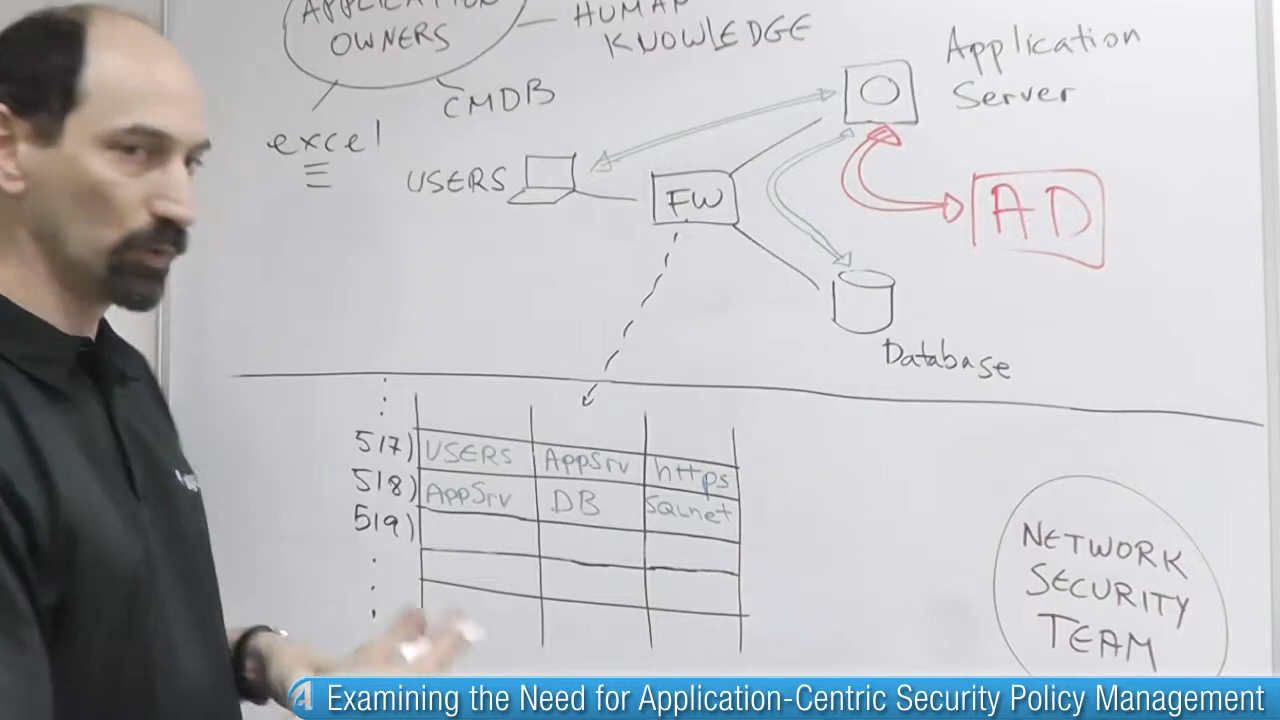 APPLICATION
OWNERS
HUMAN
KNOWLEDGE
CMDB
excel
USERS
FW
Application
Server
AD
Database
517) USERS AppSrv https
518) AppSrv DB Sqlnet
519)
NETWORK
SECURITY
TEAM
Examining the Need for Application-Centric Security Policy Management